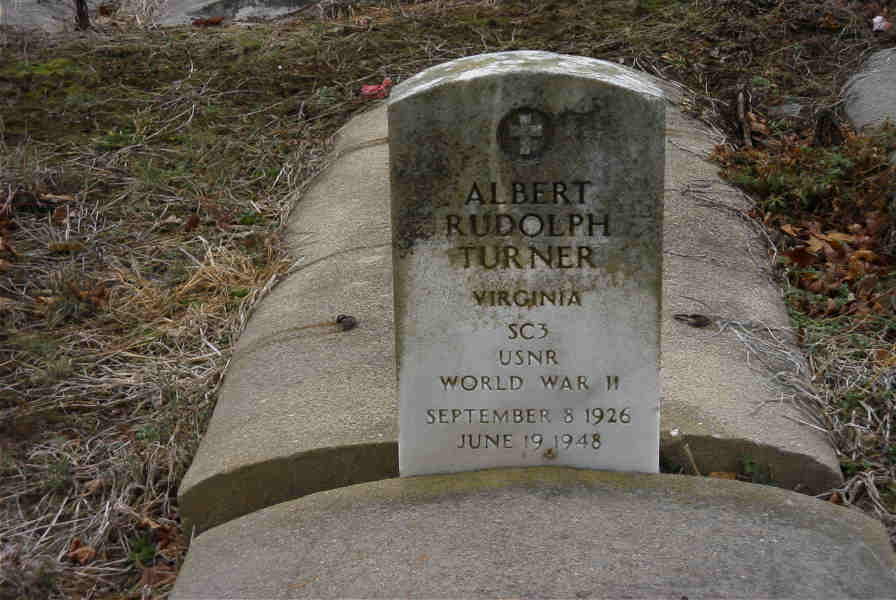 ALBERT
RUDOLPH
TURNER
VIRGINIA
SC3
USNR
WORLD WAR II
SEPTEMBER 8 1926
JUNE 19 1948